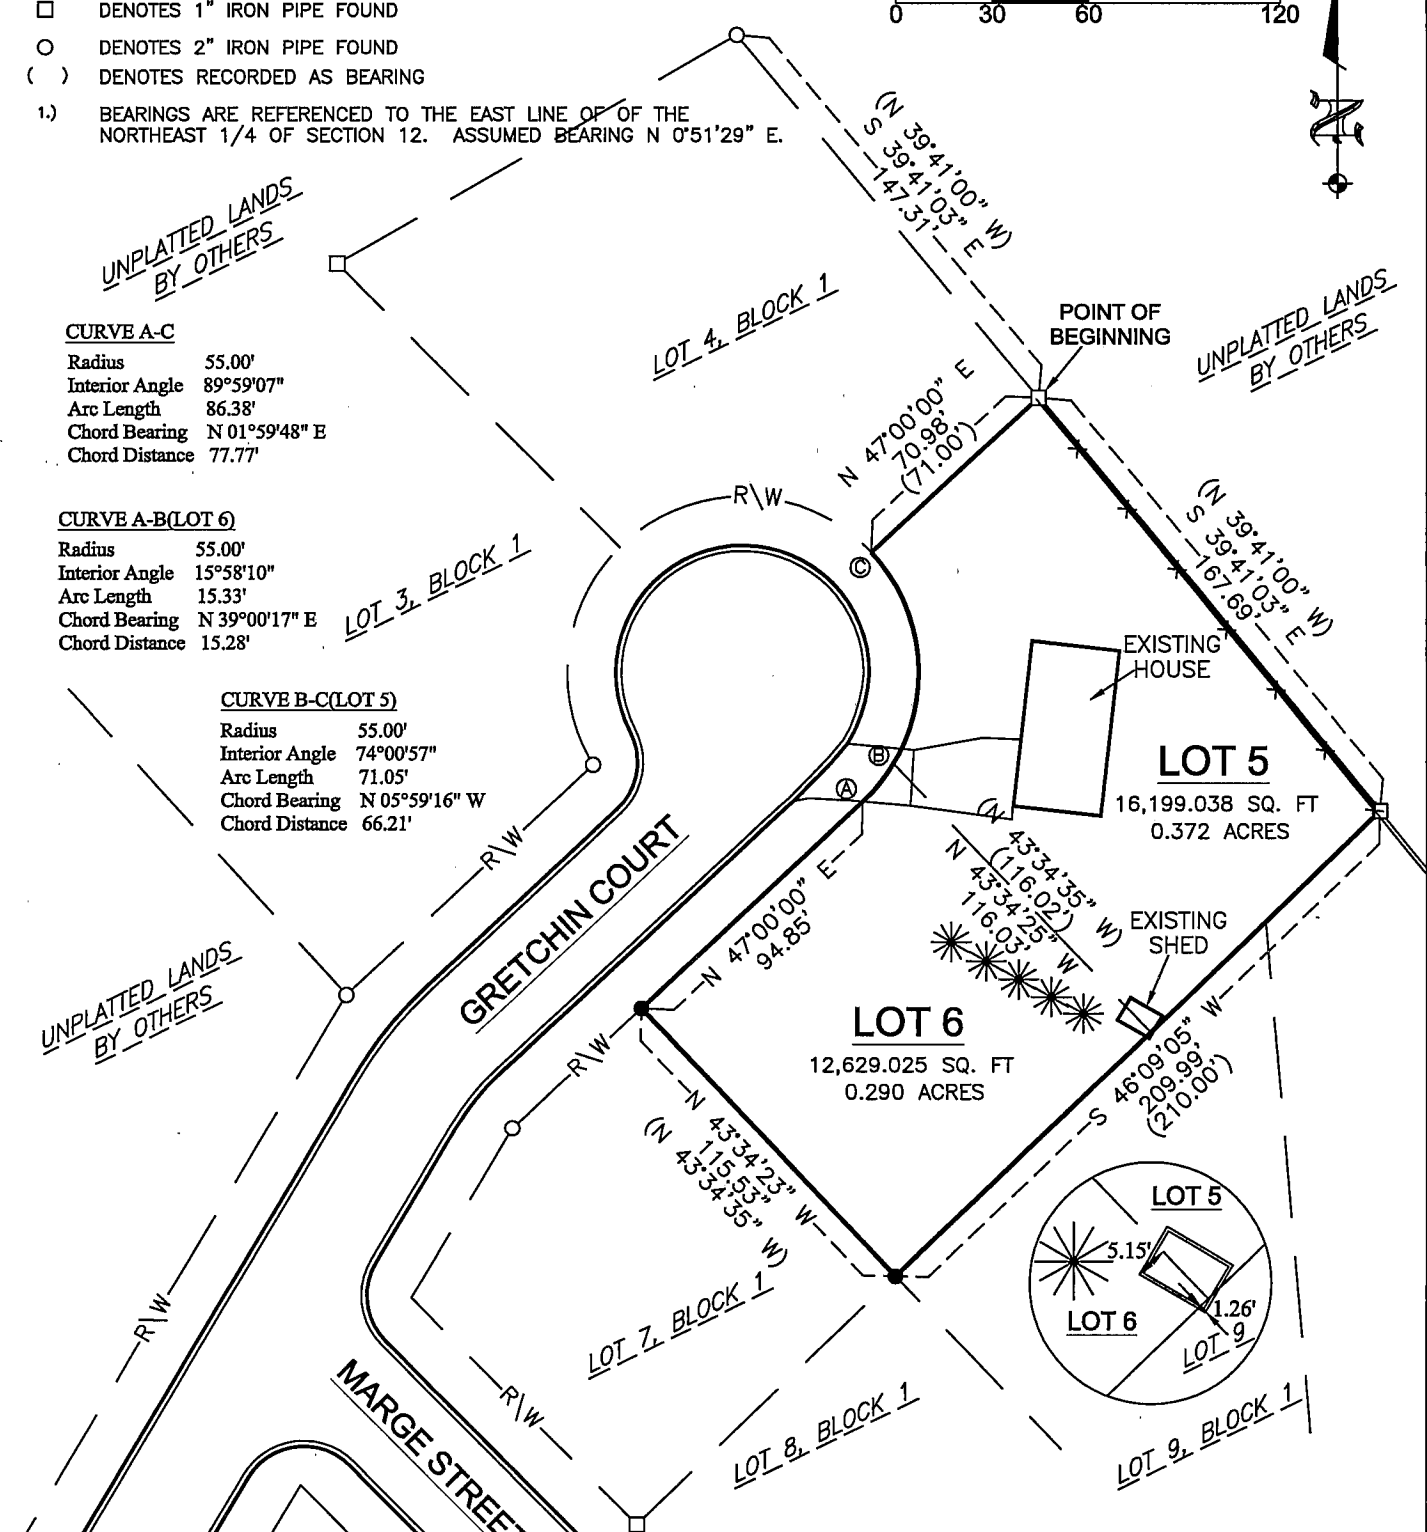 DENOTES 1" IRON PIPE FOUND
DENOTES 2" IRON PIPE FOUND
( ) DENOTES RECORDED AS BEARING
1.) BEARINGS ARE REFERENCED TO THE EAST LINE OF OF THE
NORTHEAST 1/4 OF SECTION 12. ASSUMED BEARING N 0°51'29" E.
0 30 60 120
N
(N 39°41'00" W)
S 39°41'03" E
147.31'
UNPLATTED LANDS
BY OTHERS
LOT 4, BLOCK 1
POINT OF
BEGINNING
UNPLATTED LANDS
BY OTHERS
CURVE A-C
Radius 55.00'
Interior Angle 89°59'07"
Arc Length 86.38'
Chord Bearing N 01°59'48" E
Chord Distance 77.77'
N 47°00'00" E
70.98'
(71.00')
R\W
(N 39°41'00" W)
S 39°41'03" E
167.69'
CURVE A-B(LOT 6)
Radius 55.00'
Interior Angle 15°58'10"
Arc Length 15.33'
Chord Bearing N 39°00'17" E
Chord Distance 15.28'
LOT 3, BLOCK 1
C
EXISTING
HOUSE
CURVE B-C(LOT 5)
Radius 55.00'
Interior Angle 74°00'57"
Arc Length 71.05'
Chord Bearing N 05°59'16" W
Chord Distance 66.21'
B
A
LOT 5
16,199.038 SQ. FT
0.372 ACRES
R\W
GRETCHIN COURT
N 47°00'00" E
94.85'
(N 43°34'35" W)
(116.02')
N 43°34'25" W
116.03'
EXISTING
SHED
UNPLATTED LANDS
BY OTHERS
LOT 6
12,629.025 SQ. FT
0.290 ACRES
R\W
S 46°09'05" W
209.99'
(210.00')
N 43°34'23" W
115.53"
(N 43°34'35" W)
LOT 5
5.15'
LOT 6
1.26'
LOT 9
R\W
LOT 7, BLOCK 1
R\W
MARGE STREET
LOT 8, BLOCK 1
LOT 9, BLOCK 1